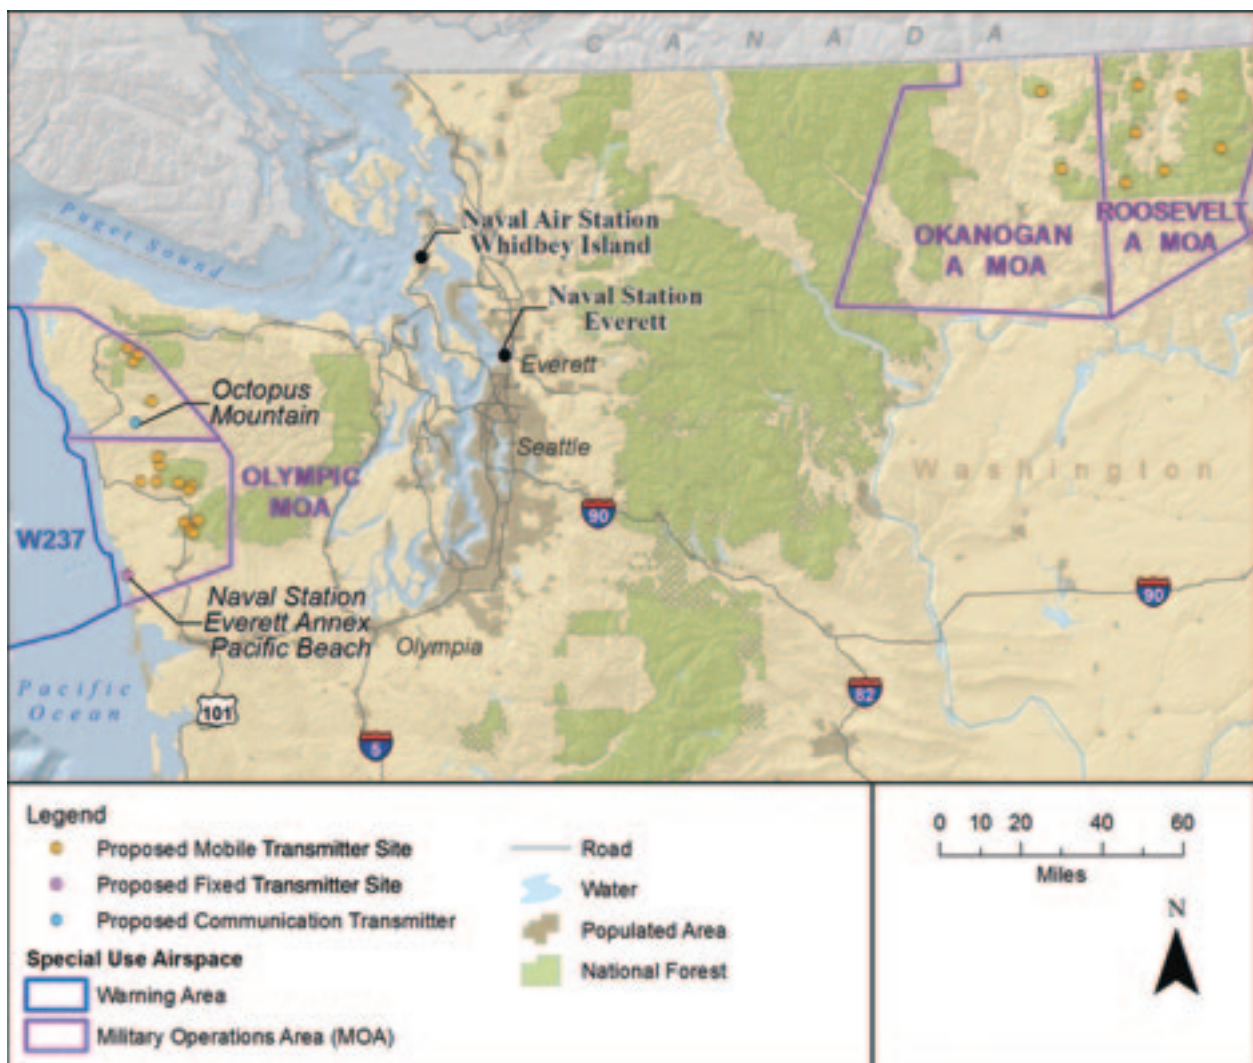 CANADA
Puget Sound
Naval Air Station
Whidbey Island
Naval Station
Everett
Everett
OKANOGAN
A MOA
ROOSEVELT
A MOA
Octopus
Mountain
Seattle
Washington
OLYMPIC
MOA
W237
90
90
Naval Station
Everett Annex
Pacific Beach
Olympia
Pacific
Ocean
101
5
82
Legend
Proposed Mobile Transmitter Site
Proposed Fixed Transmitter Site
Proposed Communication Transmitter
Special Use Airspace
Warning Area
Military Operations Area (MOA)
Road
Water
Populated Area
National Forest
0 10 20 40 60
Miles
N